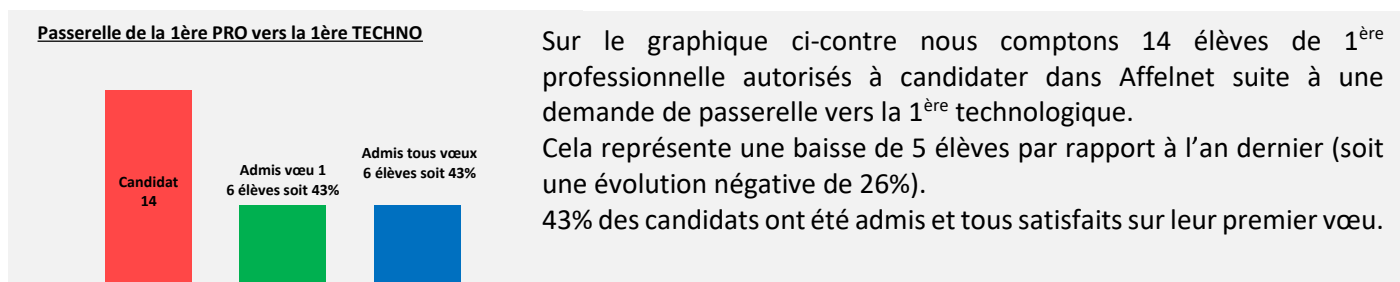 Passerelle de la 1ère PRO vers la 1ère TECHNO
Candidat
14
Admis vœu 1
6 élèves soit 43%
Admis tous vœux
6 élèves soit 43%
Sur le graphique ci-contre nous comptons 14 élèves de 1ère
professionnelle autorisés à candidater dans Affelnet suite à une
demande de passerelle vers la 1ère technologique.
Cela représente une baisse de 5 élèves par rapport à l’an dernier (soit
une évolution négative de 26%).
43% des candidats ont été admis et tous satisfaits sur leur premier vœu.